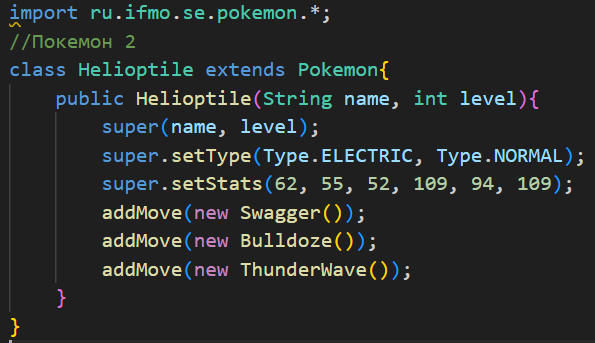 import ru.ifmo.se.pokemon.*;
//Покемон 2
class Helioptile extends Pokemon{
    public Helioptile(String name, int level){
        super(name, level);
        super.setType(Type.ELECTRIC, Type.NORMAL);
        super.setStats(62, 55, 52, 109, 94, 109);
        addMove(new Swagger());
        addMove(new Bulldoze());
        addMove(new ThunderWave());
    }
}